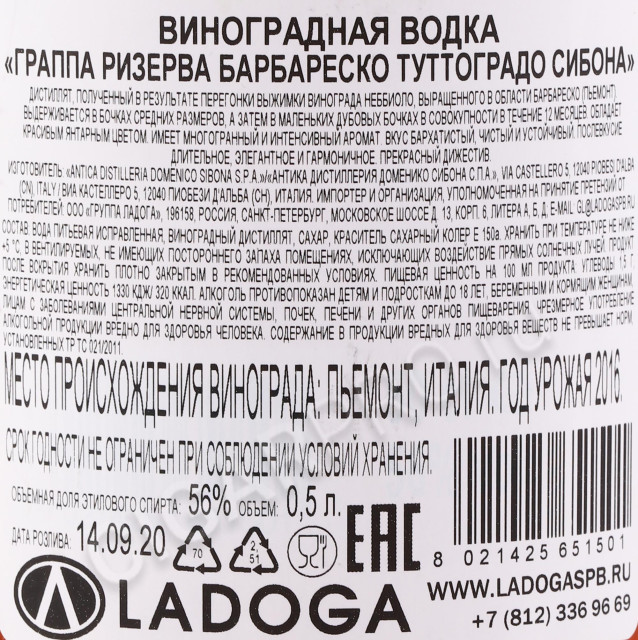 ВИНОГРАДНАЯ ВОДКА
«ГРАППА РИЗЕРВА БАРБАРЕСКО ТУТТОГРАДО СИБОНА»
ДИСТИЛЛЯТ, ПОЛУЧЕННЫЙ В РЕЗУЛЬТАТЕ ПЕРЕГОНКИ ВЫЖИМКИ ВИНОГРАДА НЕББИОЛО, ВЫРАЩЕННОГО В ОБЛАСТИ БАРБАРЕСКО (ПЬЕМОНТ).
ВЫДЕРЖИВАЕТСЯ В БОЧКАХ СРЕДНИХ РАЗМЕРОВ, А ЗАТЕМ В МАЛЕНЬКИХ ДУБОВЫХ БОЧКАХ В СОВОКУПНОСТИ В ТЕЧЕНИЕ 12 МЕСЯЦЕВ. ОБЛАДАЕТ
КРАСИВЫМ ЯНТАРНЫМ ЦВЕТОМ. ИМЕЕТ МНОГОГРАННЫЙ И ИНТЕНСИВНЫЙ АРОМАТ. ВКУС БАРХАТИСТЫЙ, ЧИСТЫЙ И УСТОЙЧИВЫЙ. ПОСЛЕВКУСИЕ
ДЛИТЕЛЬНОЕ, ЭЛЕГАНТНОЕ И ГАРМОНИЧНОЕ. ПРЕКРАСНЫЙ ДИЖЕСТИВ.
ИЗГОТОВИТЕЛЬ: «ANTICA DISTILLERIA DOMENICO SIBONA S.P.A.»/«АНТИКА ДИСТИЛЛЕРИЯ ДОМЕНИКО СИБОНА С.П.А.», VIA CASTELLERO 5, 12040 PIOBESI D'ALBA
(CN), ITALY / ВИА КАСТЕЛЛЕРО 5, 12040 ПИОБЕЗИ Д'АЛЬБА (CH), ИТАЛИЯ. ИМПОРТЕР И ОРГАНИЗАЦИЯ, УПОЛНОМОЧЕННАЯ НА ПРИНЯТИЕ ПРЕТЕНЗИЙ ОТ
ПОТРЕБИТЕЛЕЙ: ООО «ГРУППА ЛАДОГА», 196158, РОССИЯ, САНКТ-ПЕТЕРБУРГ, МОСКОВСКОЕ ШОССЕ Д. 13, КОРП. 6, ЛИТЕРА А, Б, Д, E-MAIL: GL@LADOGASPB.RU
СОСТАВ: ВОДА ПИТЬЕВАЯ ИСПРАВЛЕННАЯ, ВИНОГРАДНЫЙ ДИСТИЛЛЯТ, САХАР, КРАСИТЕЛЬ САХАРНЫЙ КОЛЕР E 150a. ХРАНИТЬ ПРИ ТЕМПЕРАТУРЕ НЕ НИЖЕ
+5 °C, В ВЕНТИЛИРУЕМЫХ, НЕ ИМЕЮЩИХ ПОСТОРОННЕГО ЗАПАХА ПОМЕЩЕНИЯХ, ИСКЛЮЧАЮЩИХ ВОЗДЕЙСТВИЕ ПРЯМЫХ СОЛНЕЧНЫХ ЛУЧЕЙ. ПРОДУКТ
ПОСЛЕ ВСКРЫТИЯ ХРАНИТЬ ПЛОТНО ЗАКРЫТЫМ В РЕКОМЕНДОВАННЫХ УСЛОВИЯХ. ПИЩЕВАЯ ЦЕННОСТЬ НА 100 МЛ ПРОДУКТА: УГЛЕВОДЫ 1,5 Г.
ЭНЕРГЕТИЧЕСКАЯ ЦЕННОСТЬ 1330 КДЖ/ 320 ККАЛ. АЛКОГОЛЬ ПРОТИВОПОКАЗАН ДЕТЯМ И ПОДРОСТКАМ ДО 18 ЛЕТ, БЕРЕМЕННЫМ И КОРМЯЩИМ ЖЕНЩИНАМ,
ЛИЦАМ С ЗАБОЛЕВАНИЯМИ ЦЕНТРАЛЬНОЙ НЕРВНОЙ СИСТЕМЫ, ПОЧЕК, ПЕЧЕНИ И ДРУГИХ ОРГАНОВ ПИЩЕВАРЕНИЯ. ЧРЕЗМЕРНОЕ УПОТРЕБЛЕНИЕ
АЛКОГОЛЬНОЙ ПРОДУКЦИИ ВРЕДНО ДЛЯ ЗДОРОВЬЯ ЧЕЛОВЕКА. СОДЕРЖАНИЕ В ПРОДУКЦИИ ВРЕДНЫХ ДЛЯ ЗДОРОВЬЯ ВЕЩЕСТВ НЕ ПРЕВЫШАЕТ НОРМ,
УСТАНОВЛЕННЫХ ТР ТС 021/2011.
МЕСТО ПРОИСХОЖДЕНИЯ ВИНОГРАДА: ПЬЕМОНТ, ИТАЛИЯ. ГОД УРОЖАЯ 2016.
СРОК ГОДНОСТИ НЕ ОГРАНИЧЕН ПРИ СОБЛЮДЕНИИ УСЛОВИЙ ХРАНЕНИЯ.
ОБЪЕМНАЯ ДОЛЯ ЭТИЛОВОГО СПИРТА: 56% ОБЪЕМ: 0,5 Л.
ДАТА РОЗЛИВА: 14.09.20
70
2, 51
EAC
8 021425 651501
LADOGA
WWW.LADOGASPB.RU
+7 (812) 336 96 69